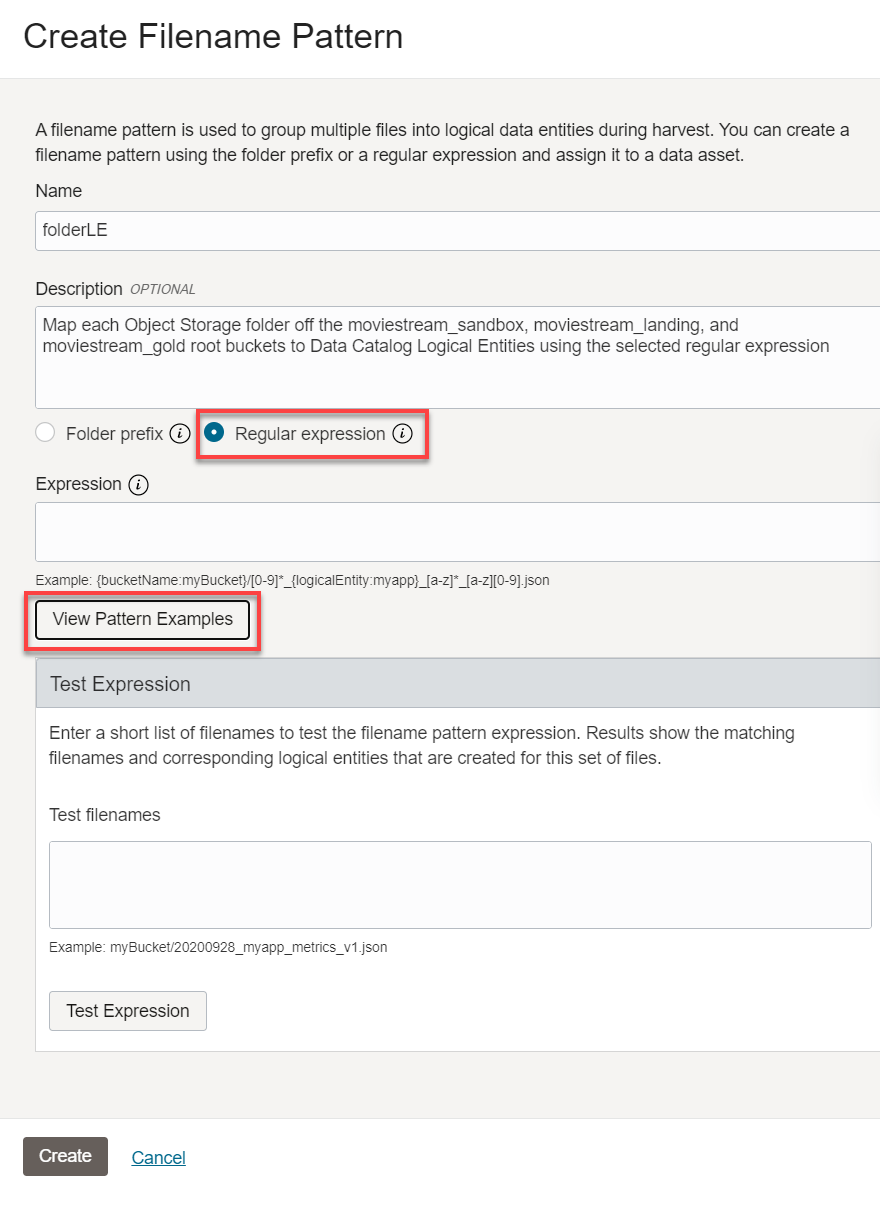 Create Filename Pattern
A filename pattern is used to group multiple files into logical data entities during harvest. You can create a
filename pattern using the folder prefix or a regular expression and assign it to a data asset.
Name
folderLE
Description OPTIONAL
Map each Object Storage folder off the moviestream_sandbox, moviestream_landing, and
moviestream_gold root buckets to Data Catalog Logical Entities using the selected regular expression
Folder prefix i Regular expression i
Expression i
Example: {bucketName:myBucket}/[0-9]*_{logicalEntity:myapp}_[a-z]*_[a-z][0-9].json
View Pattern Examples
Test Expression
Enter a short list of filenames to test the filename pattern expression. Results show the matching
filenames and corresponding logical entities that are created for this set of files.
Test filenames
Example: myBucket/20200928_myapp_metrics_v1.json
Test Expression
Create Cancel